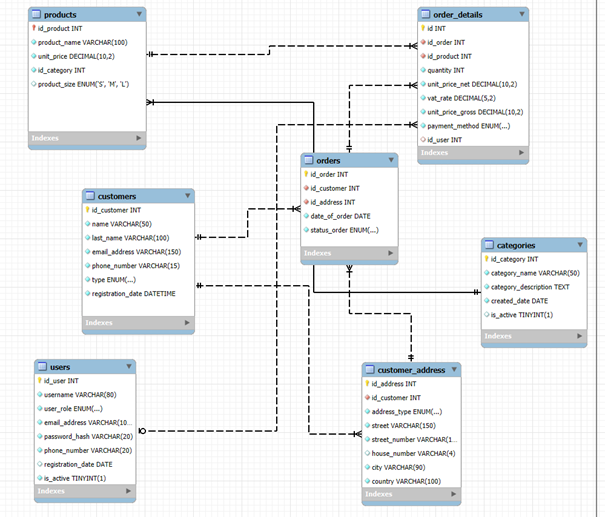 products
id_product INT
product_name VARCHAR(100)
unit_price DECIMAL(10,2)
id_category INT
product_size ENUM('S', 'M', 'L')
Indexes
order_details
id INT
id_order INT
id_product INT
quantity INT
unit_price_net DECIMAL(10,2)
vat_rate DECIMAL(5,2)
unit_price_gross DECIMAL(10,2)
payment_method ENUM(...)
id_user INT
Indexes
orders
id_order INT
id_customer INT
id_address INT
date_of_order DATE
status_order ENUM(...)
Indexes
customers
id_customer INT
name VARCHAR(50)
last_name VARCHAR(100)
email_address VARCHAR(150)
phone_number VARCHAR(15)
type ENUM(...)
registration_date DATETIME
Indexes
categories
id_category INT
category_name VARCHAR(50)
category_description TEXT
created_date DATE
is_active TINYINT(1)
Indexes
users
id_user INT
username VARCHAR(80)
user_role ENUM(...)
email_address VARCHAR(10...
password_hash VARCHAR(20)
phone_number VARCHAR(20)
registration_date DATE
is_active TINYINT(1)
Indexes
customer_address
id_address INT
id_customer INT
address_type ENUM(...)
street VARCHAR(150)
street_number VARCHAR(1...
house_number VARCHAR(4)
city VARCHAR(90)
country VARCHAR(100)
Indexes